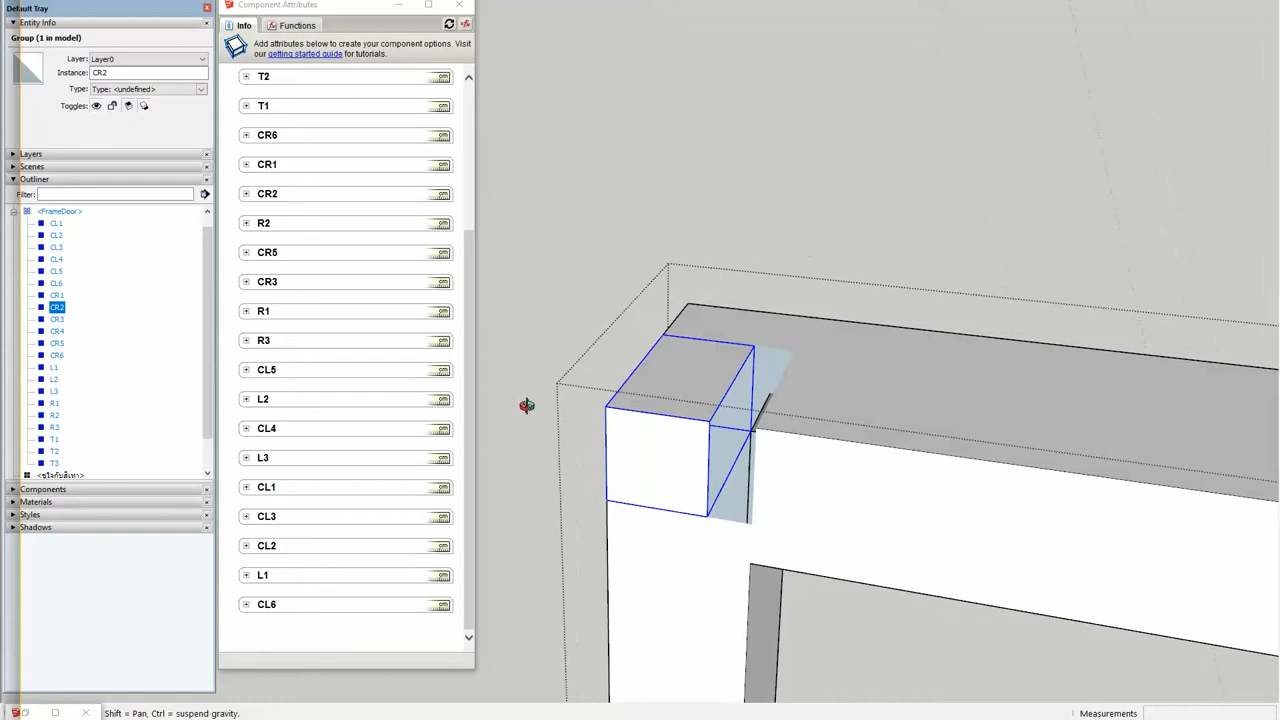 Default Tray
Entity Info
Group (1 in model)
Layer: Layer0
Instance: CR2
Type: Type: <undefined>
Toggles:
Layers
Scenes
Outliner
Filter:
<FrameDoor>
CL1
CL2
CL3
CL4
CL5
CL6
CR1
CR2
CR3
CR4
CR5
CR6
L1
L2
L3
R1
R2
R3
T1
T2
T3
Components
Materials
Styles
Shadows
Component Attributes
Info Functions
Add attributes below to create your component options. Visit
our getting started guide for tutorials.
T2
T1
CR6
CR1
CR2
R2
CR5
CR3
R1
R3
CL5
L2
CL4
L3
CL1
CL3
CL2
L1
CL6
Shift = Pan, Ctrl = suspend gravity.
Measurements